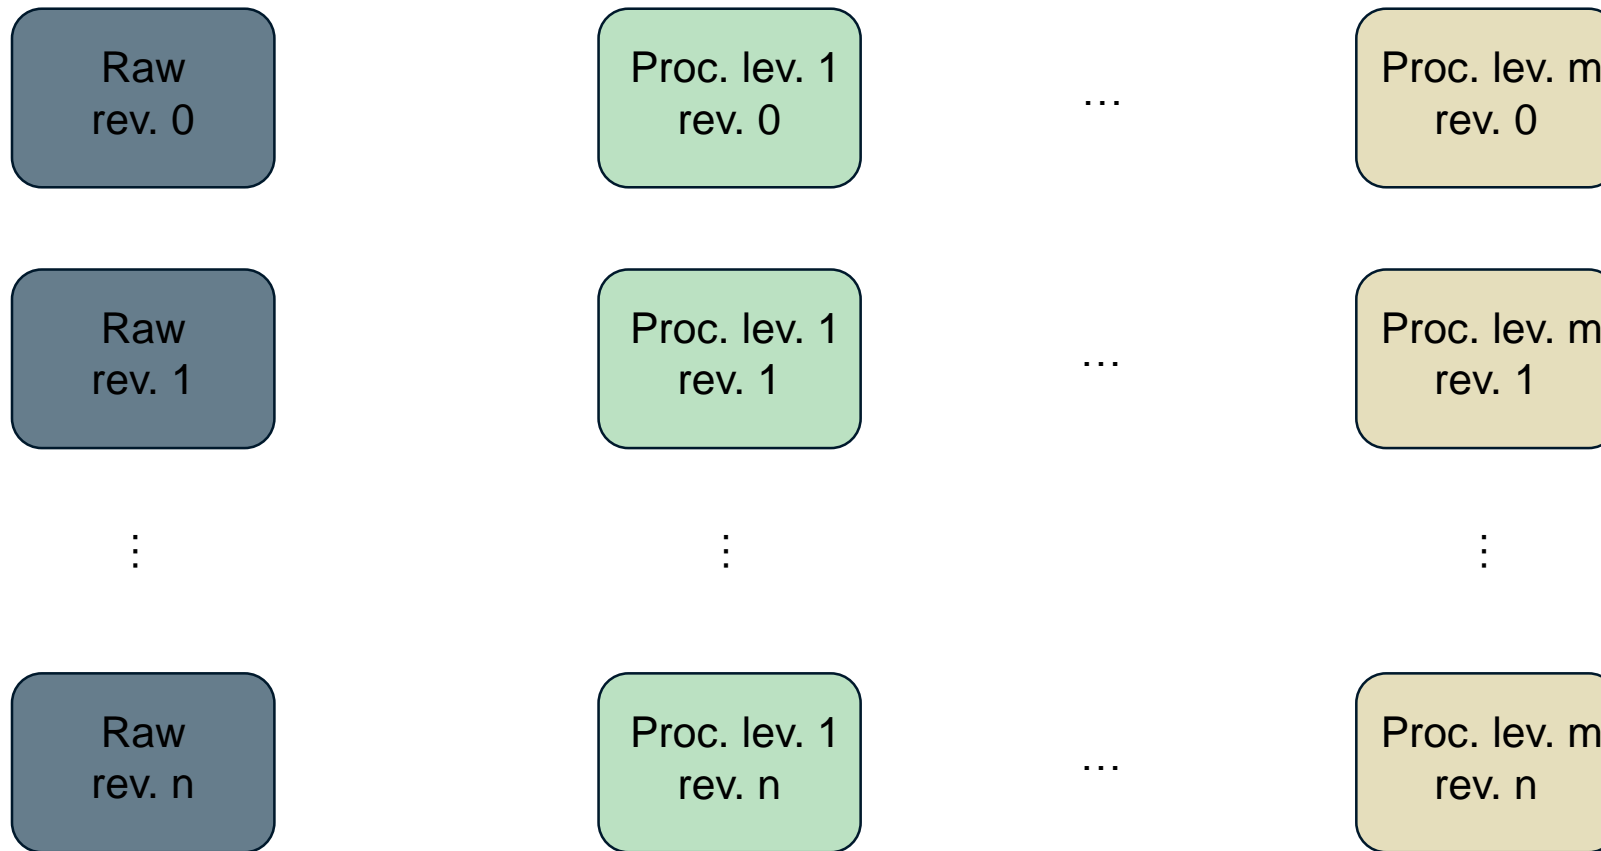 Raw
rev. 0
Proc. lev. 1
rev. 0
...
Proc. lev. m
rev. 0
Raw
rev. 1
Proc. lev. 1
rev. 1
...
Proc. lev. m
rev. 1
⋮
⋮
⋮
Raw
rev. n
Proc. lev. 1
rev. n
...
Proc. lev. m
rev. n